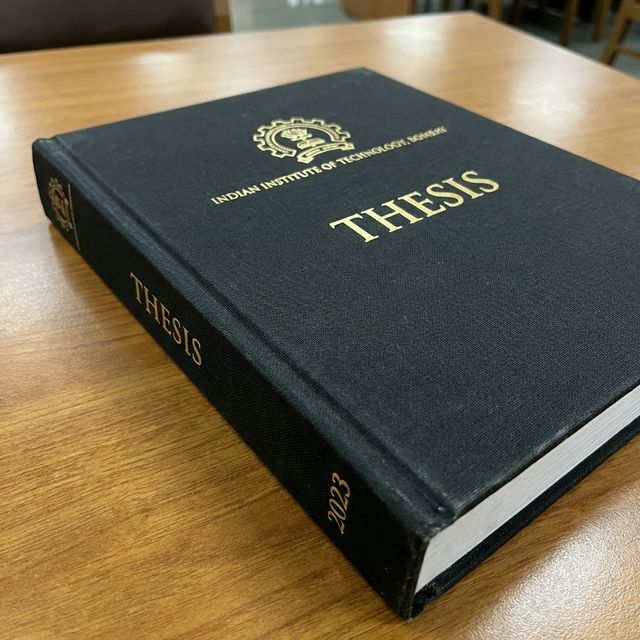 INDIAN INSTITUTE OF TECHNOLOGY, BOMBAY
THESIS
THESIS
2023